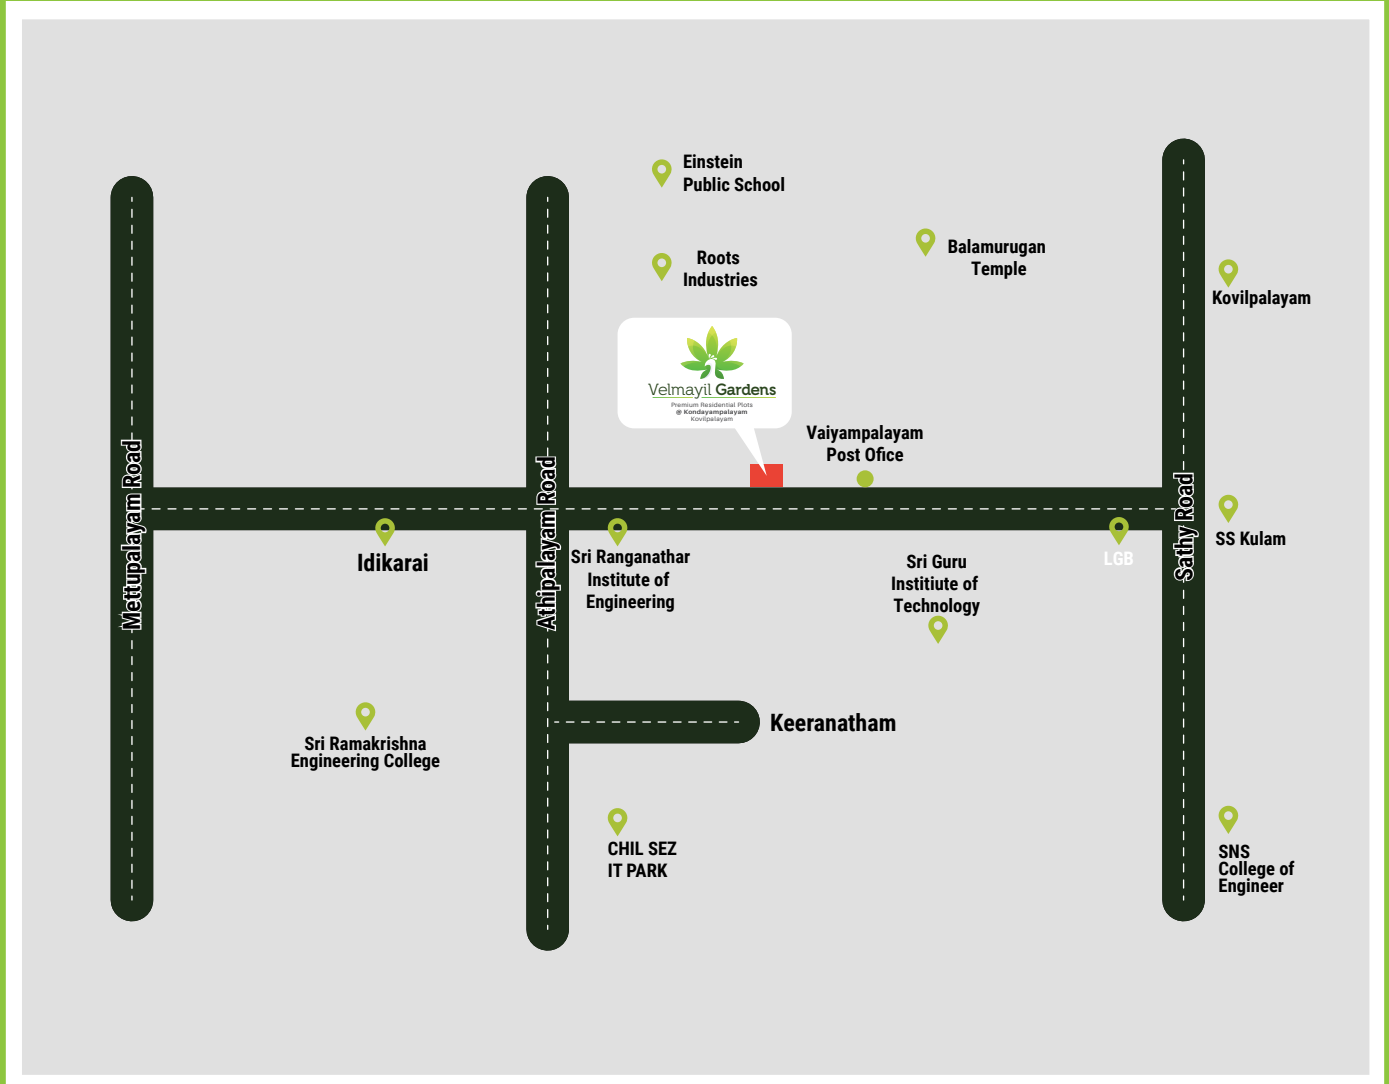 Einstein
Public School
Roots
Industries
Balamurugan
Temple
Kovilpalayam
Velmayil Gardens
Premium Residential Plots
@ Kondayampalayam
Kovilpalayam
Vaiyampalayam
Post Ofice
Mettupalayam Road
Athipalayam Road
Sathy Road
Idikarai
Sri Ranganathar
Institute of
Engineering
Sri Guru
Institiute of
Technology
LGB
SS Kulam
Sri Ramakrishna
Engineering College
Keeranatham
CHIL SEZ
IT PARK
SNS
College of
Engineer